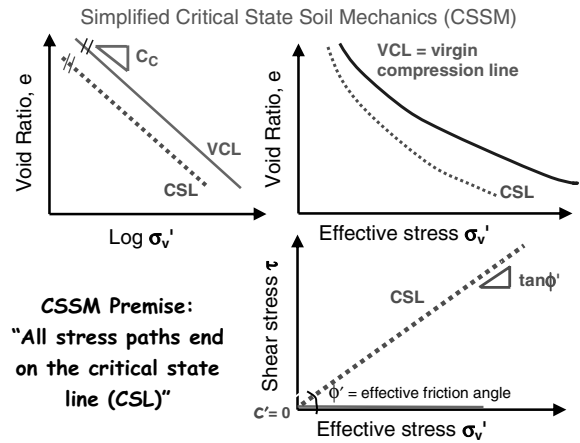 Simplified Critical State Soil Mechanics (CSSM)
Void Ratio, e
C_C
VCL
CSL
Log σv'
Void Ratio, e
VCL = virgin
compression line
CSL
Effective stress σv'
CSSM Premise:
“All stress paths end
on the critical state
line (CSL)”
Shear stress τ
CSL
tanϕ'
ϕ' = effective friction angle
c'= 0
Effective stress σv'